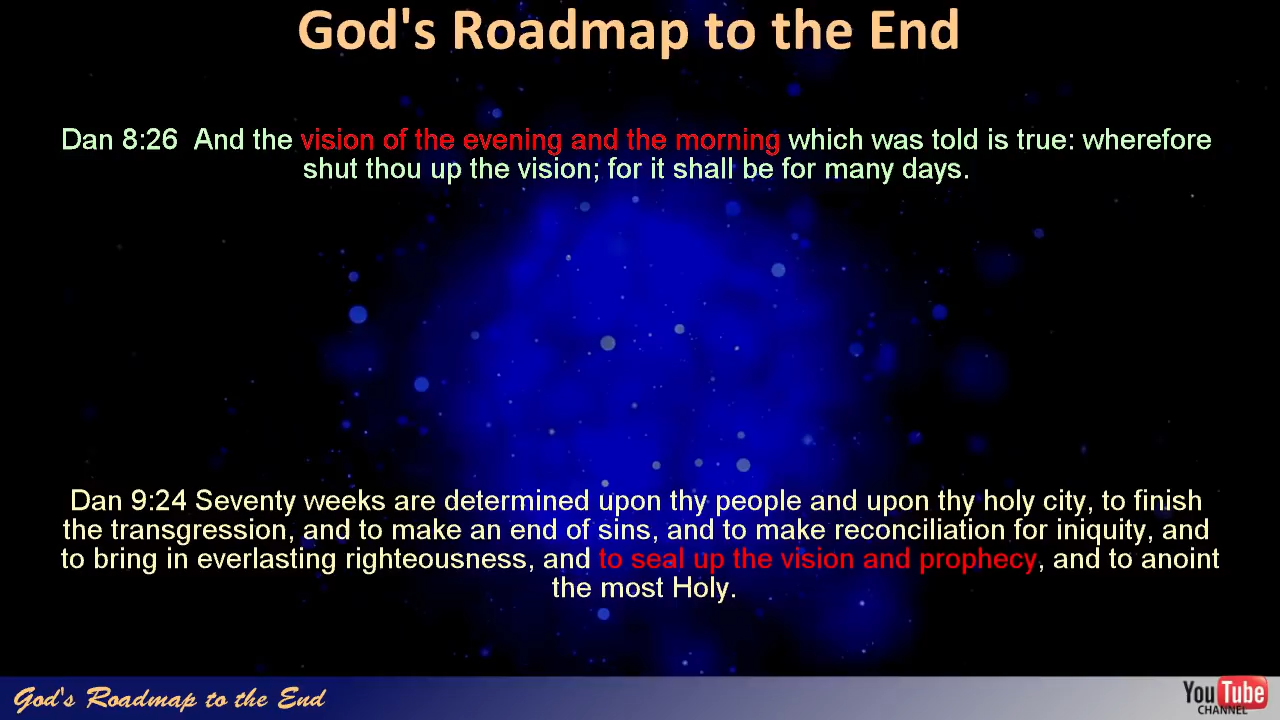 God's Roadmap to the End
Dan 8:26  And the vision of the evening and the morning which was told is true: wherefore
shut thou up the vision; for it shall be for many days.
Dan 9:24 Seventy weeks are determined upon thy people and upon thy holy city, to finish
the transgression, and to make an end of sins, and to make reconciliation for iniquity, and
to bring in everlasting righteousness, and to seal up the vision and prophecy, and to anoint
the most Holy.
God's Roadmap to the End
YouTube
CHANNEL